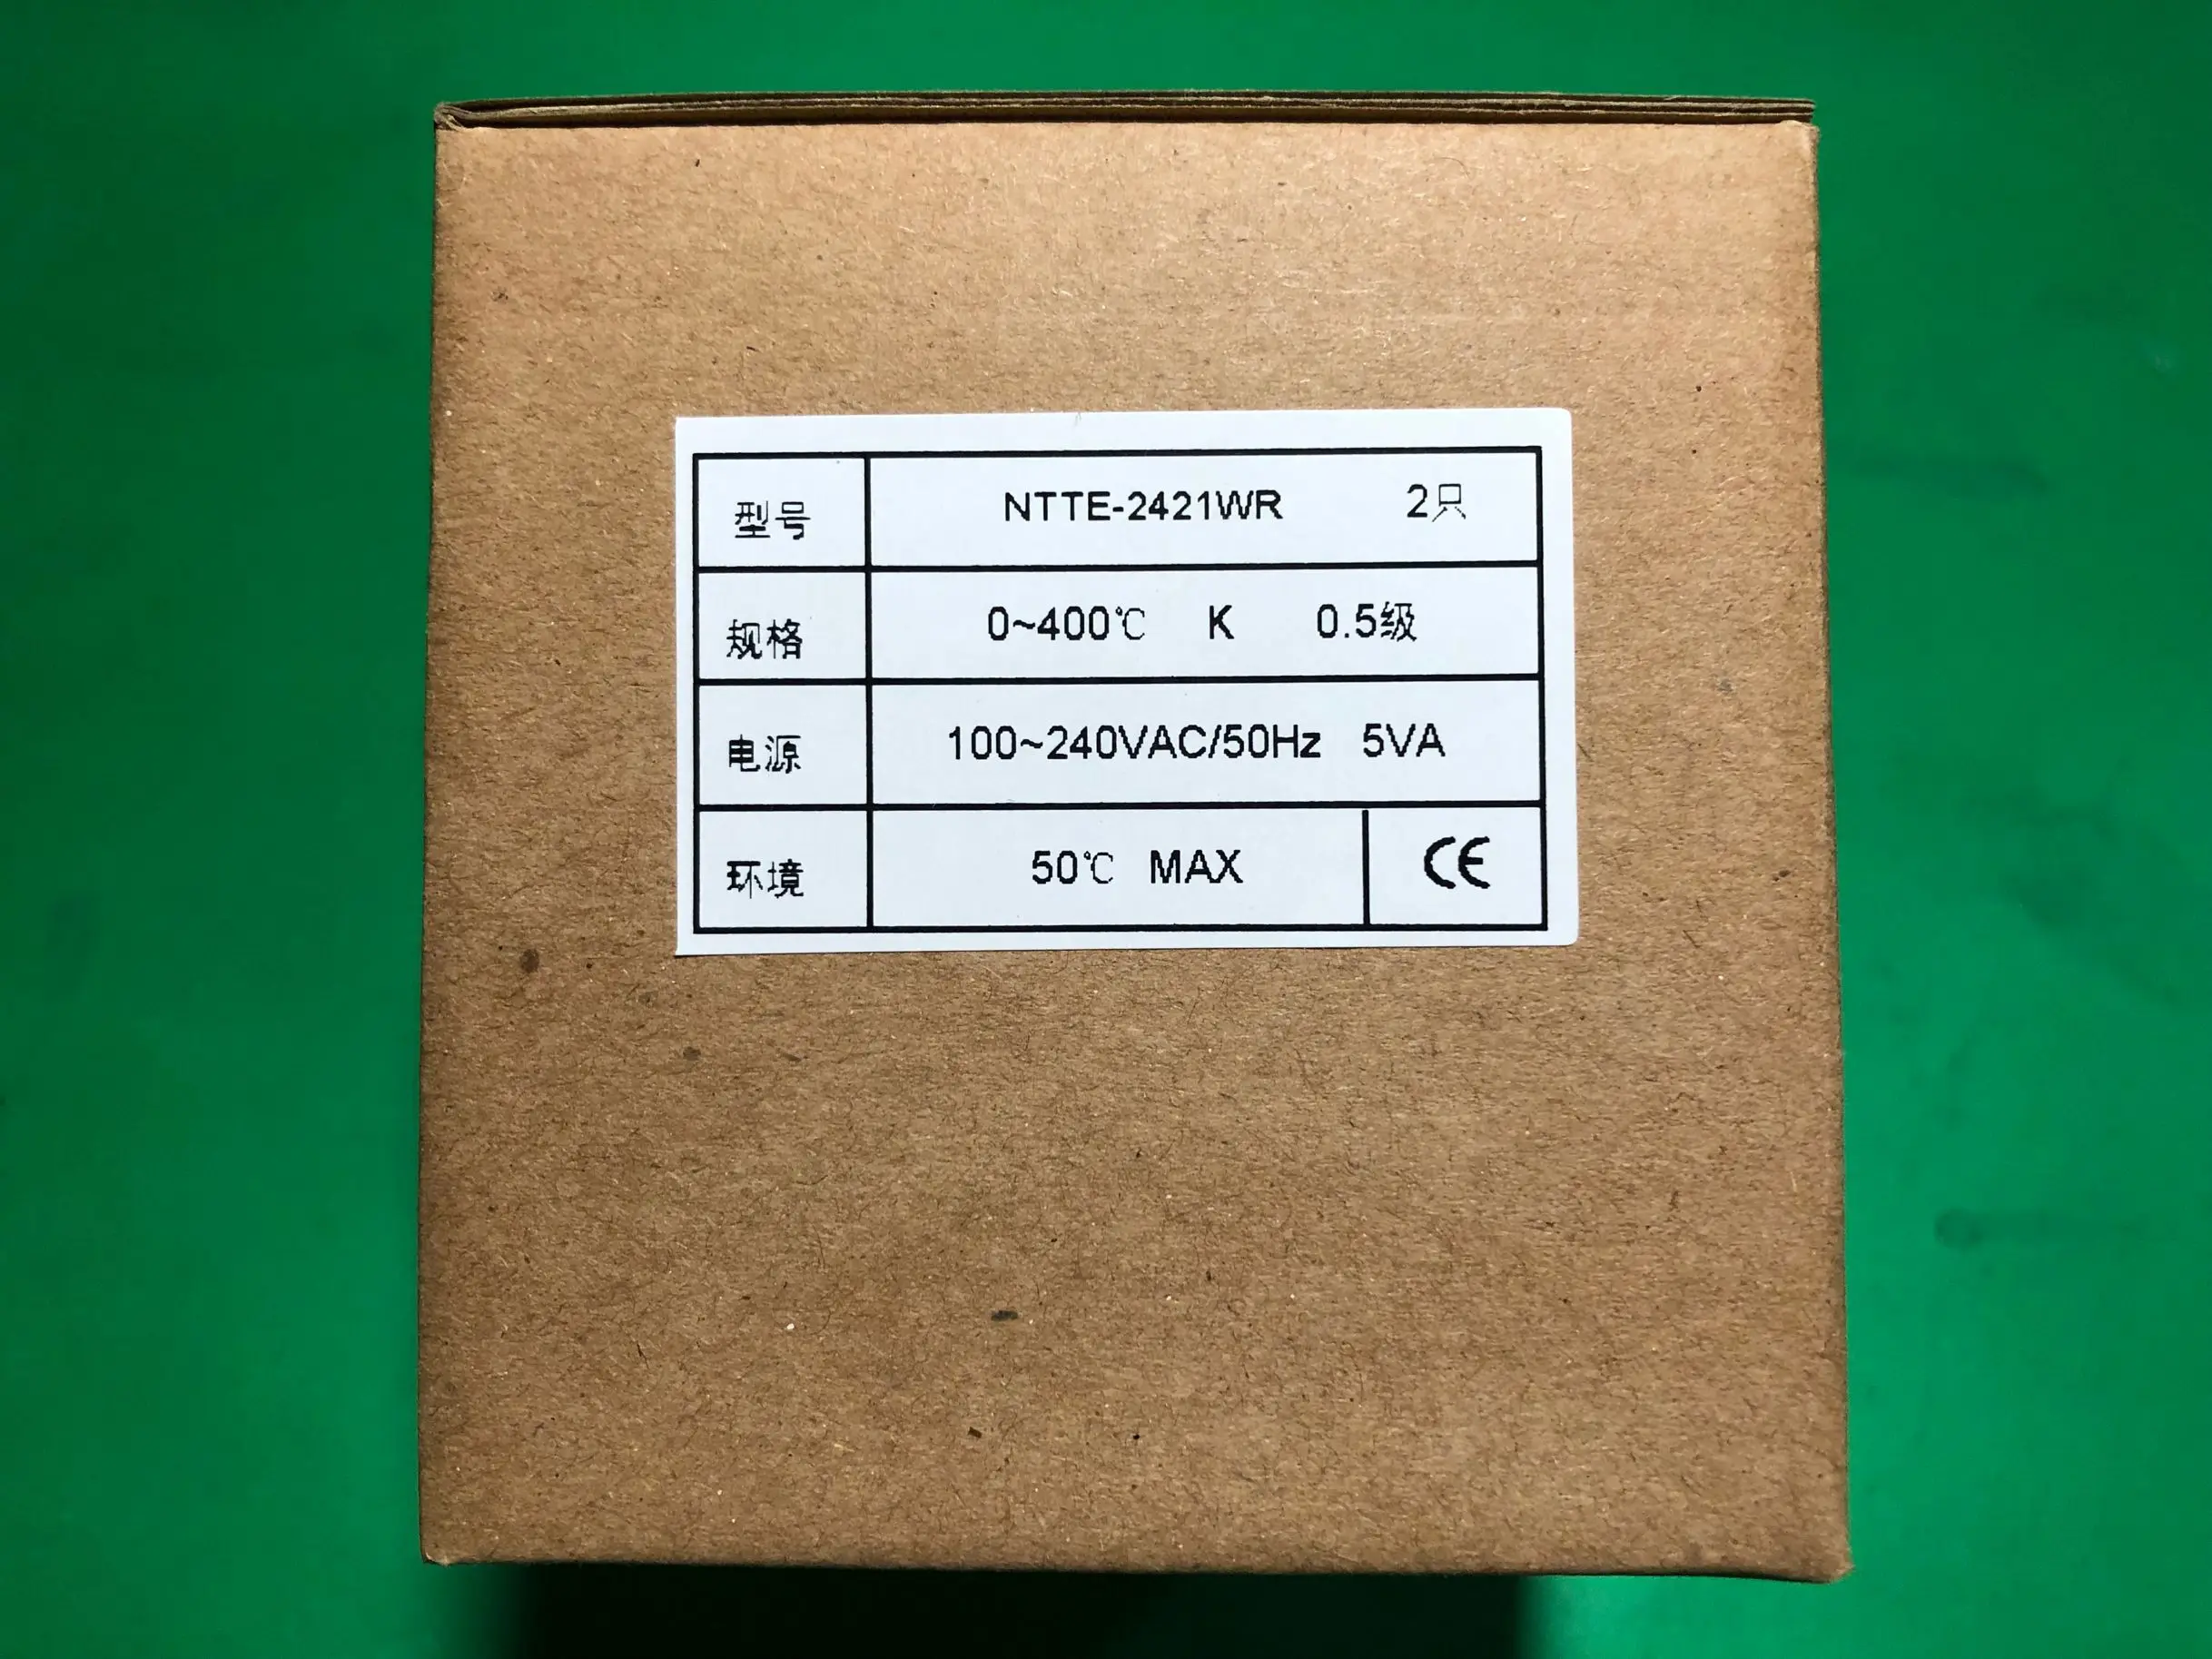 型号 NTTE-2421WR 2只
规格 0~400℃ K 0.5级
电源 100~240VAC/50Hz 5VA
环境 50℃ MAX CE